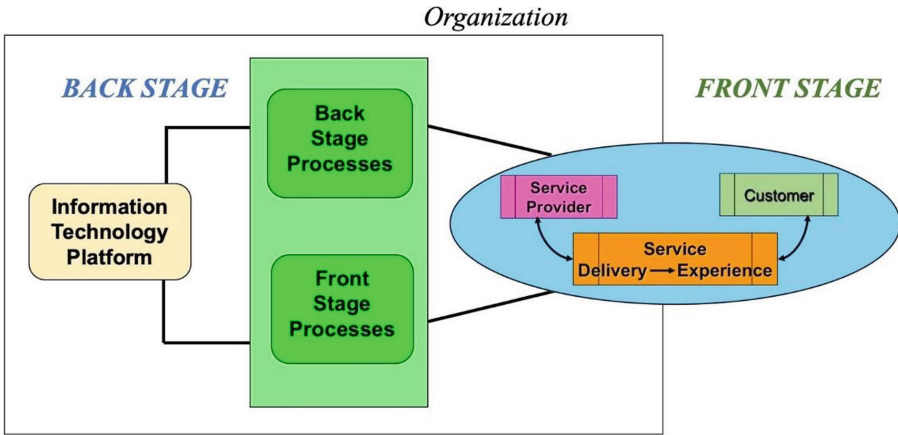 Organization
BACK STAGE
FRONT STAGE
Back
Stage
Processes
Information
Technology
Platform
Front
Stage
Processes
Service
Provider
Customer
Service
Delivery → Experience